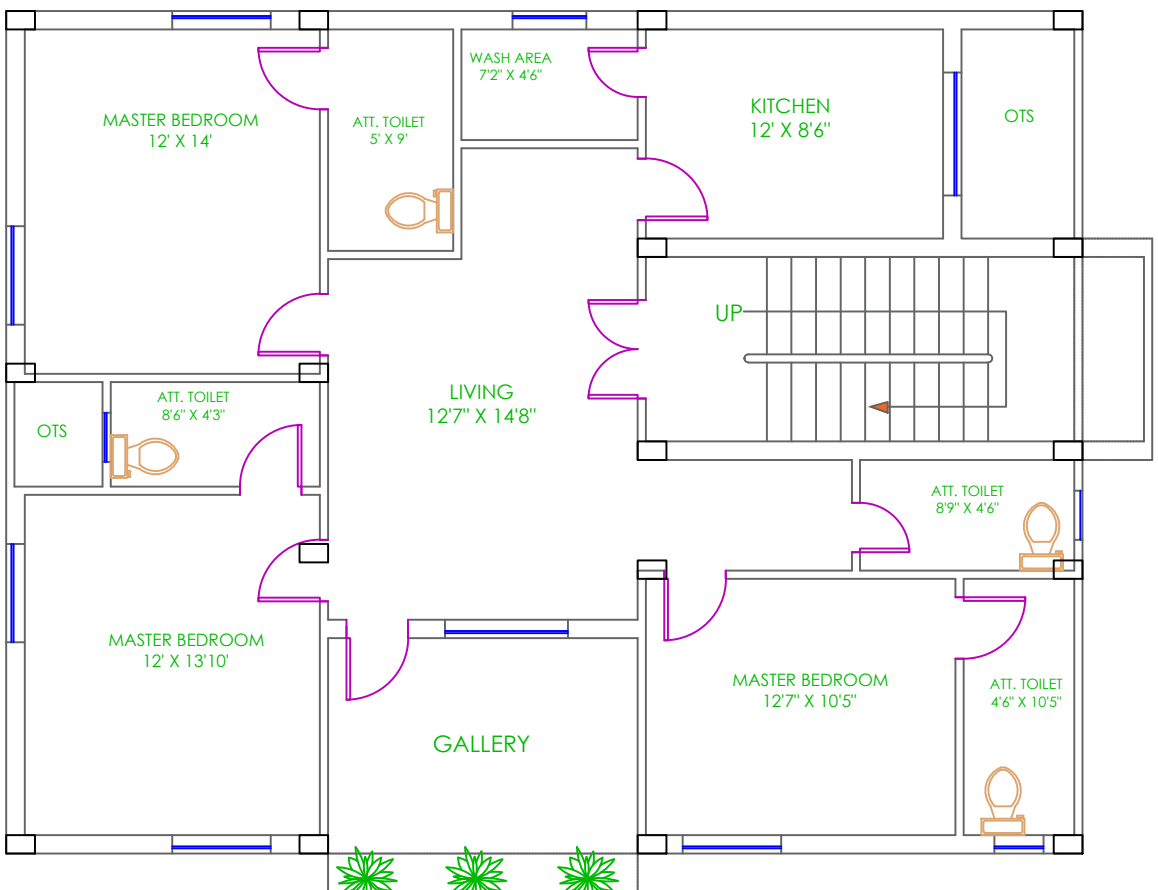 WASH AREA
7'2" X 4'6"
KITCHEN
12' X 8'6"
OTS
MASTER BEDROOM
12' X 14'
ATT. TOILET
5' X 9'
UP
LIVING
12'7" X 14'8"
ATT. TOILET
8'6" X 4'3"
OTS
ATT. TOILET
8'9" X 4'6"
MASTER BEDROOM
12' X 13'10'
MASTER BEDROOM
12'7" X 10'5"
ATT. TOILET
4'6" X 10'5"
GALLERY